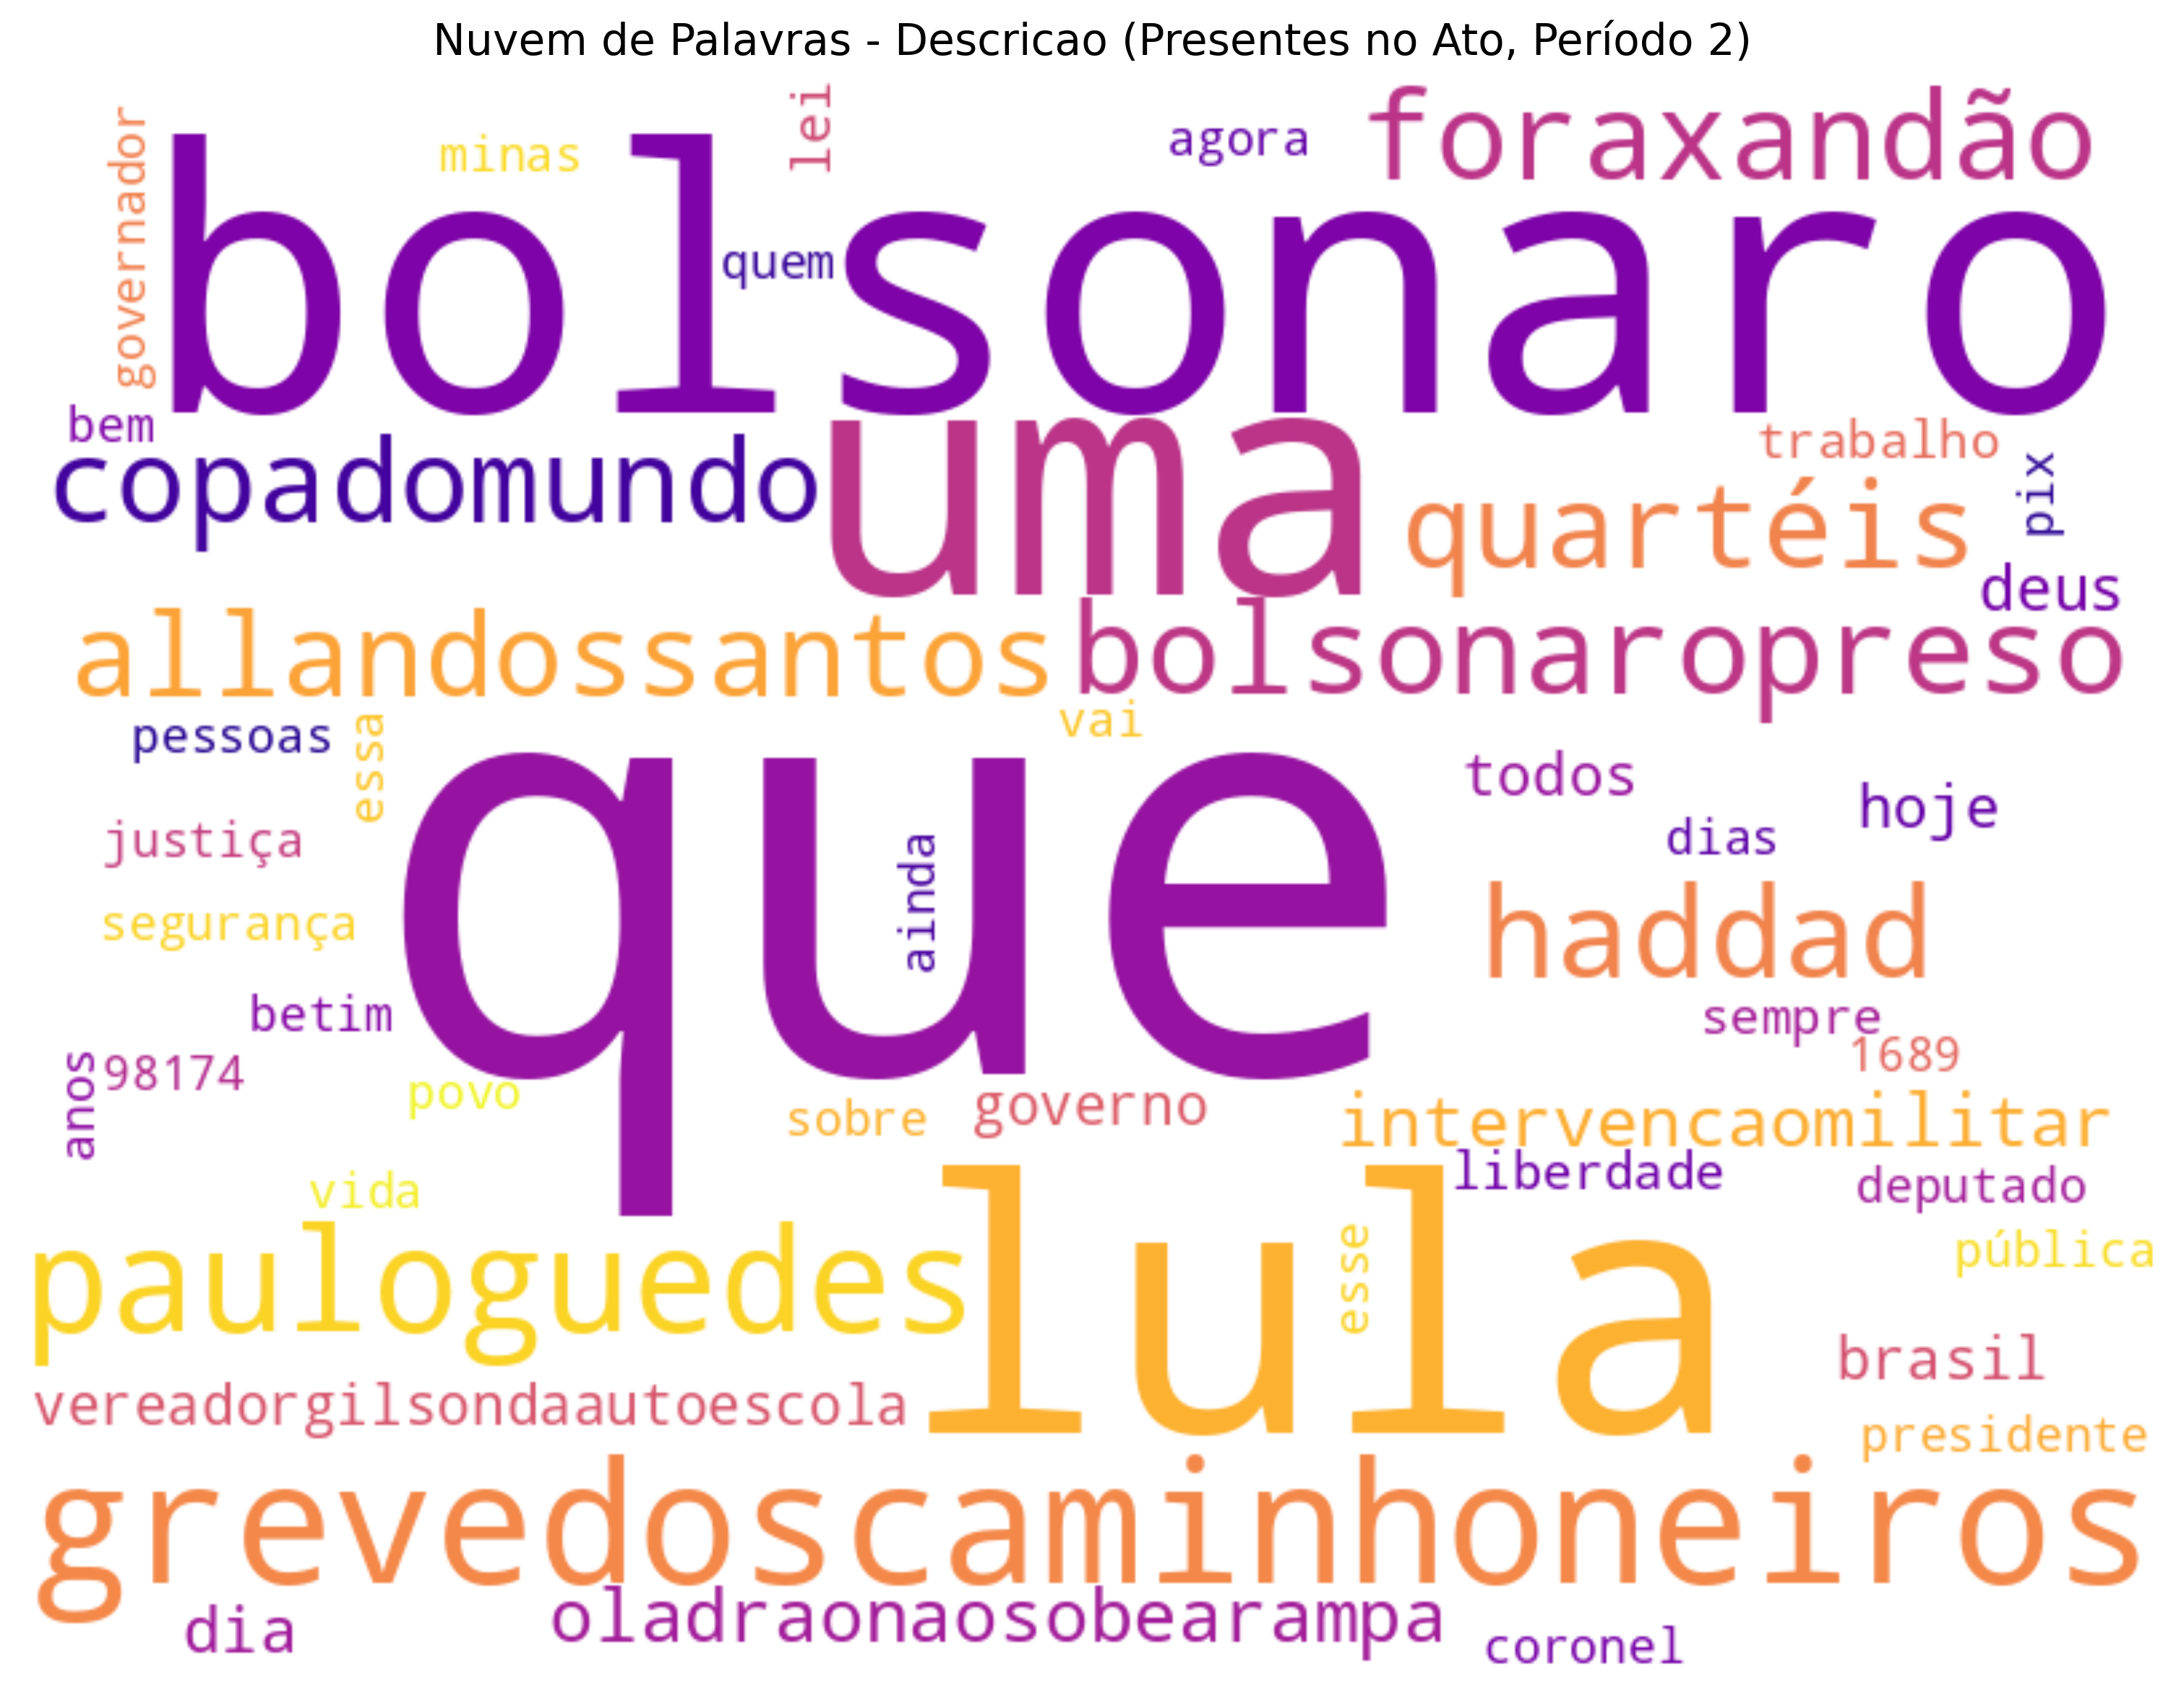 Nuvem de Palavras - Descricao (Presentes no Ato, Período 2)
governador
minas
lei
agora
foraxandão
bolsonaro
quem
bem
copadomundo
uma
trabalho
quartéis
pix
deus
allandossantos
bolsonaropreso
pessoas
essa
vai
que
todos
hoje
dias
justiça
ainda
segurança
haddad
betim
sempre
anos
98174
1689
povo
sobre
governo
intervencaomilitar
vida
liberdade
deputado
pauloguedes
lula
esse
pública
brasil
vereadorgilsondaautoescola
presidente
grevedoscaminhoneiros
dia
oladraonaosobearampa
coronel